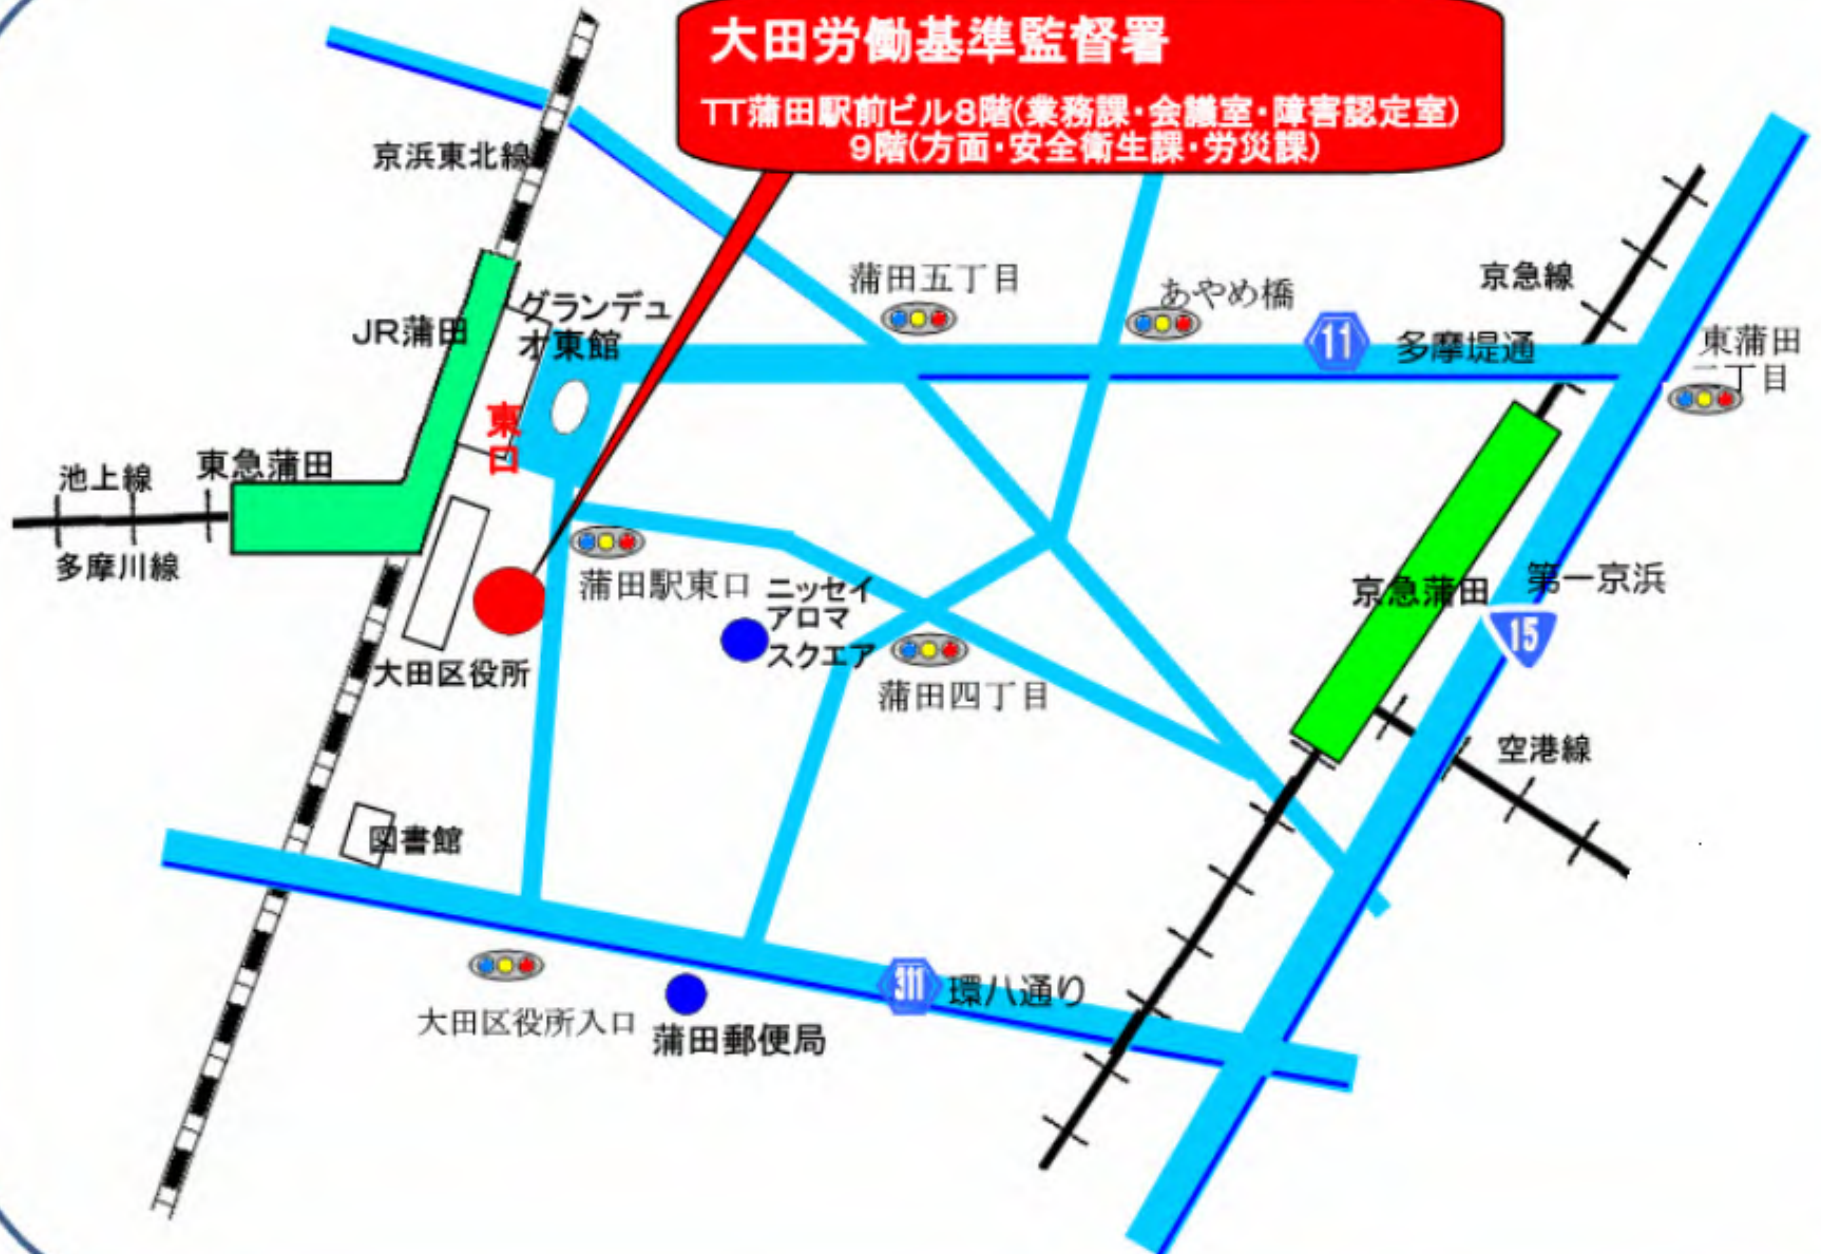 大田労働基準監督署
TT蒲田駅前ビル8階(業務課・会議室・障害認定室)
9階(方面・安全衛生課・労災課)
京浜東北線
蒲田五丁目
あやめ橋
京急線
グランデュ
オ東館
JR蒲田
11
多摩堤通
東蒲田
二丁目
東口
池上線
東急蒲田
多摩川線
蒲田駅東口
ニッセイ
アロマ
スクエア
京急蒲田
第一京浜
15
大田区役所
蒲田四丁目
空港線
図書館
311
環八通り
大田区役所入口
蒲田郵便局